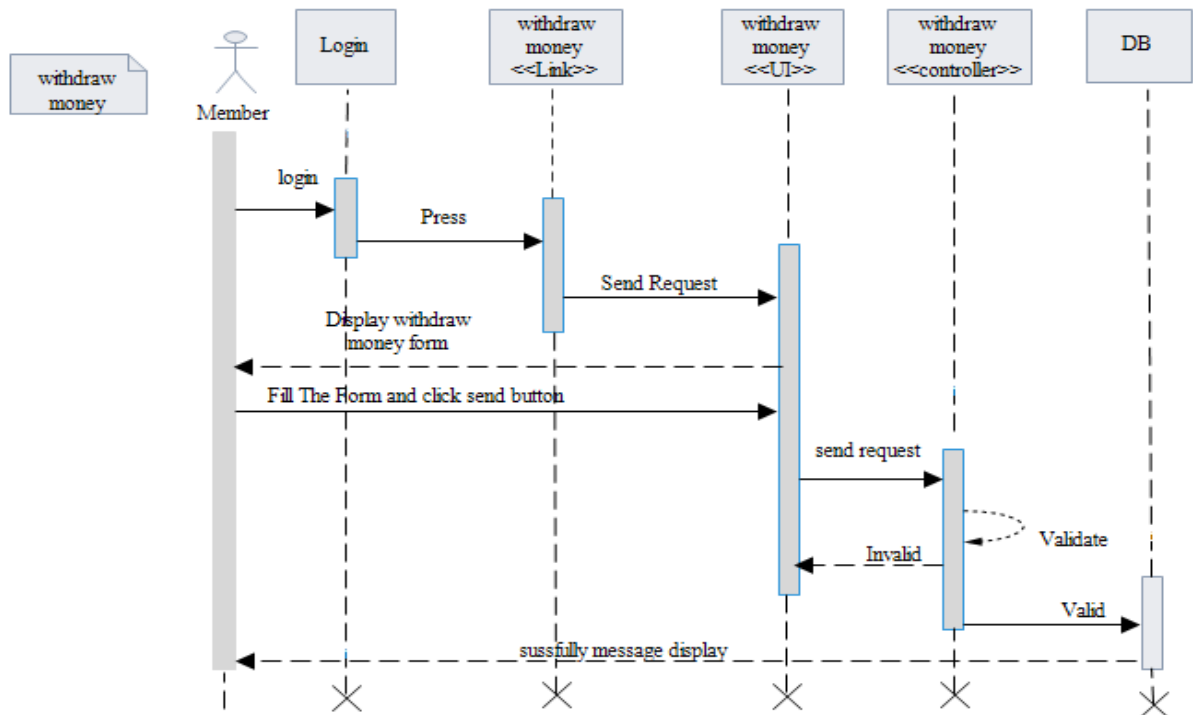 withdraw
money
Member
Login
withdraw
money
<<Link>>
withdraw
money
<<UI>>
withdraw
money
<<controller>>
DB
login
Press
Send Request
Display withdraw
money form
Fill The Form and click send button
send request
Validate
Invalid
Valid
sussfully message display